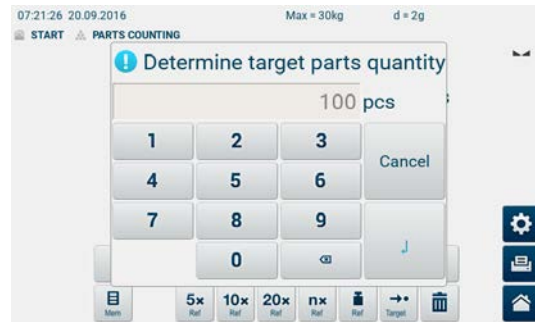 07:21:26 20.09.2016 Max = 30kg d = 2g
START PARTS COUNTING
Determine target parts quantity
100 pcs
1 2 3 Cancel
4 5 6
7 8 9
0
5x 10x 20x nx
Mem Ref Ref Ref Ref Ref Target